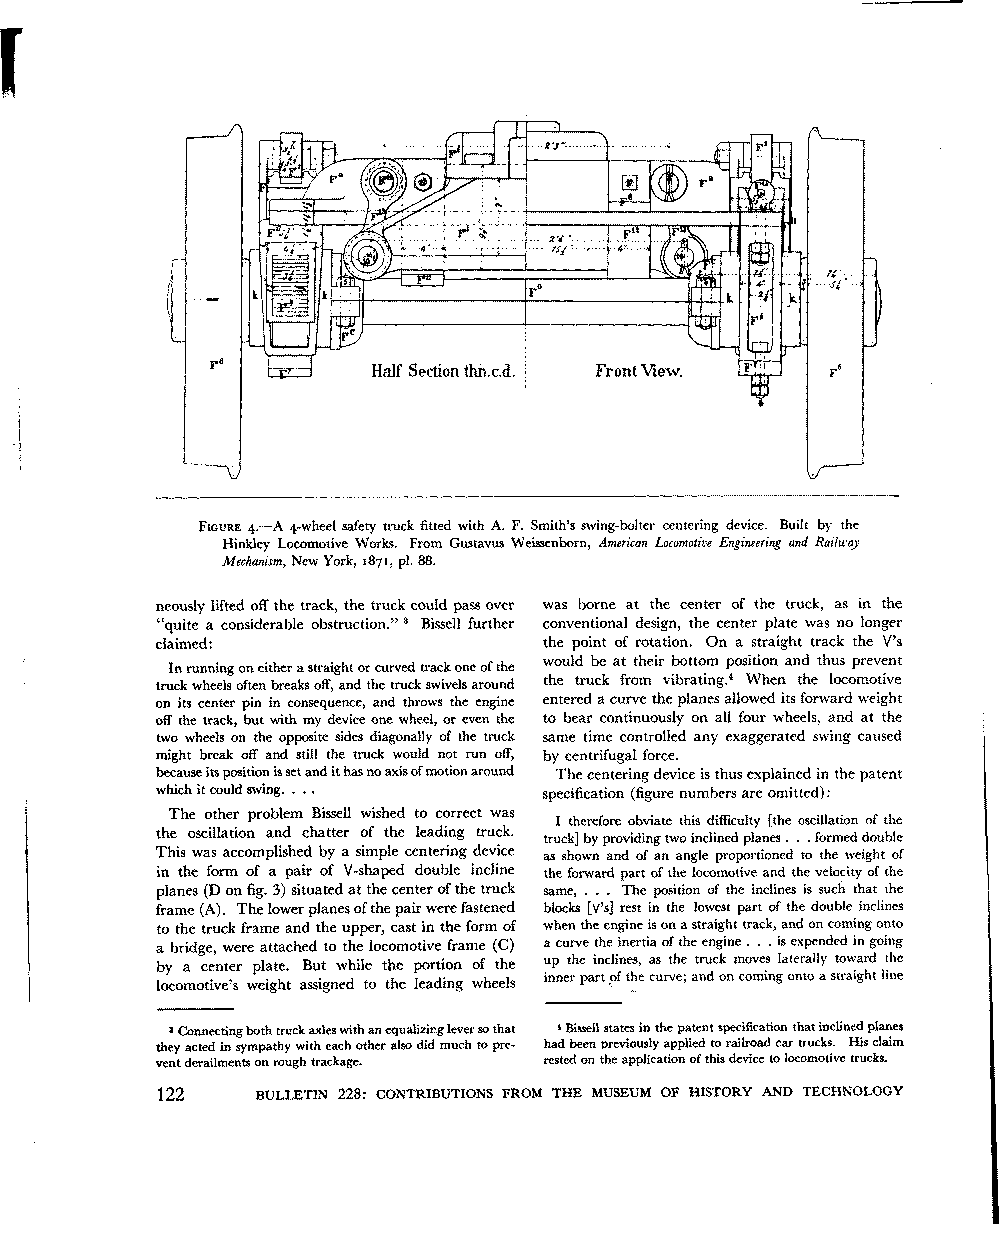 Half Section thn.c.d.
Front View.
FIGURE 4.—A 4-wheel safety truck fitted with A. F. Smith's swing-bolter centering device. Built by the
Hinkley Locomotive Works. From Gustavus Weissenborn, American Locomotive Engineering and Railway
Mechanism, New York, 1871, pl. 88.
neously lifted off the track, the truck could pass over
"quite a considerable obstruction." ³ Bissell further
claimed:
In running on either a straight or curved track one of the
truck wheels often breaks off, and the truck swivels around
on its center pin in consequence, and throws the engine
off the track, but with my device one wheel, or even the
two wheels on the opposite sides diagonally of the truck
might break off and still the truck would not run off,
because its position is set and it has no axis of motion around
which it could swing. . . .
The other problem Bissell wished to correct was
the oscillation and chatter of the leading truck.
This was accomplished by a simple centering device
in the form of a pair of V-shaped double incline
planes (D on fig. 3) situated at the center of the truck
frame (A). The lower planes of the pair were fastened
to the truck frame and the upper, cast in the form of
a bridge, were attached to the locomotive frame (C)
by a center plate. But while the portion of the
locomotive's weight assigned to the leading wheels
³ Connecting both truck axles with an equalizing lever so that
they acted in sympathy with each other also did much to pre-
vent derailments on rough trackage.
was borne at the center of the truck, as in the
conventional design, the center plate was no longer
the point of rotation. On a straight track the V's
would be at their bottom position and thus prevent
the truck from vibrating.⁴ When the locomotive
entered a curve the planes allowed its forward weight
to bear continuously on all four wheels, and at the
same time controlled any exaggerated swing caused
by centrifugal force.
The centering device is thus explained in the patent
specification (figure numbers are omitted):
I therefore obviate this difficulty [the oscillation of the
truck] by providing two inclined planes . . . formed double
as shown and of an angle proportioned to the weight of
the forward part of the locomotive and the velocity of the
same, . . . The position of the inclines is such that the
blocks [V's] rest in the lowest part of the double inclines
when the engine is on a straight track, and on coming onto
a curve the inertia of the engine . . . is expended in going
up the inclines, as the truck moves laterally toward the
inner part of the curve; and on coming onto a straight line
⁴ Bissell states in the patent specification that inclined planes
had been previously applied to railroad car trucks. His claim
rested on the application of this device to locomotive trucks.
122 BULLETIN 228: CONTRIBUTIONS FROM THE MUSEUM OF HISTORY AND TECHNOLOGY